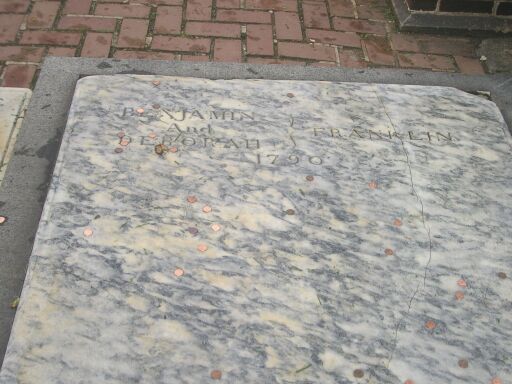 BENJAMIN
And
DEBORAH
FRANKLIN
1790